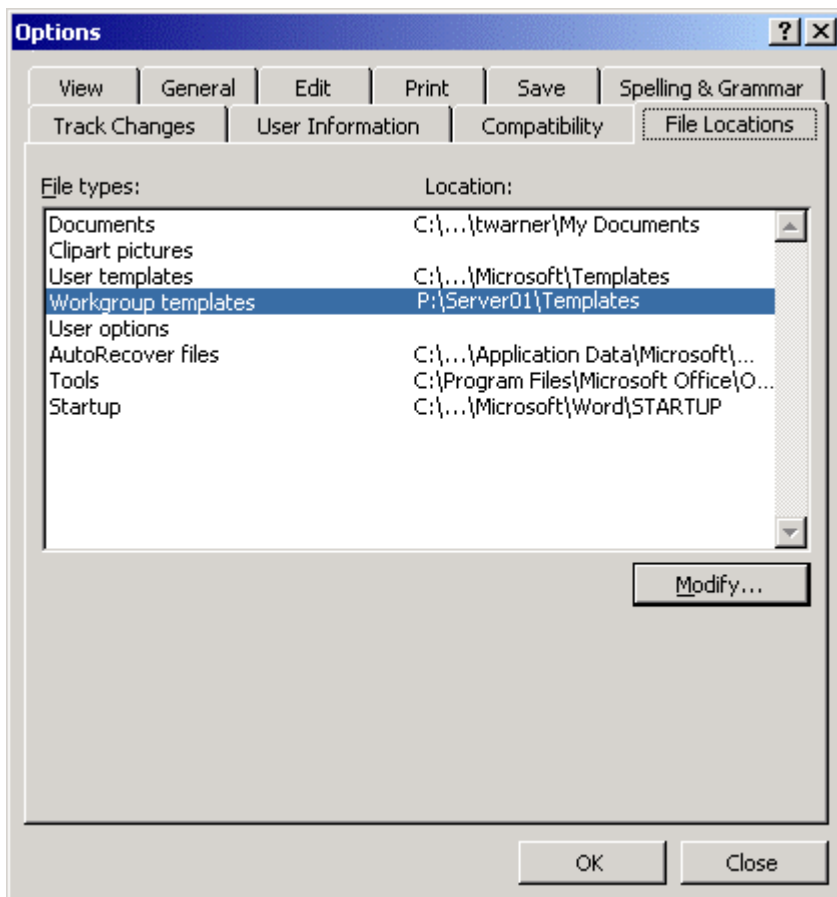 Options
View General Edit Print Save Spelling & Grammar
Track Changes User Information Compatibility File Locations
File types: Location:
Documents C:\...\twarner\My Documents
Clipart pictures
User templates C:\...\Microsoft\Templates
Workgroup templates P:\Server01\Templates
User options
AutoRecover files C:\...\Application Data\Microsoft\...
Tools C:\Program Files\Microsoft Office\O...
Startup C:\...\Microsoft\Word\STARTUP
Modify...
OK Close